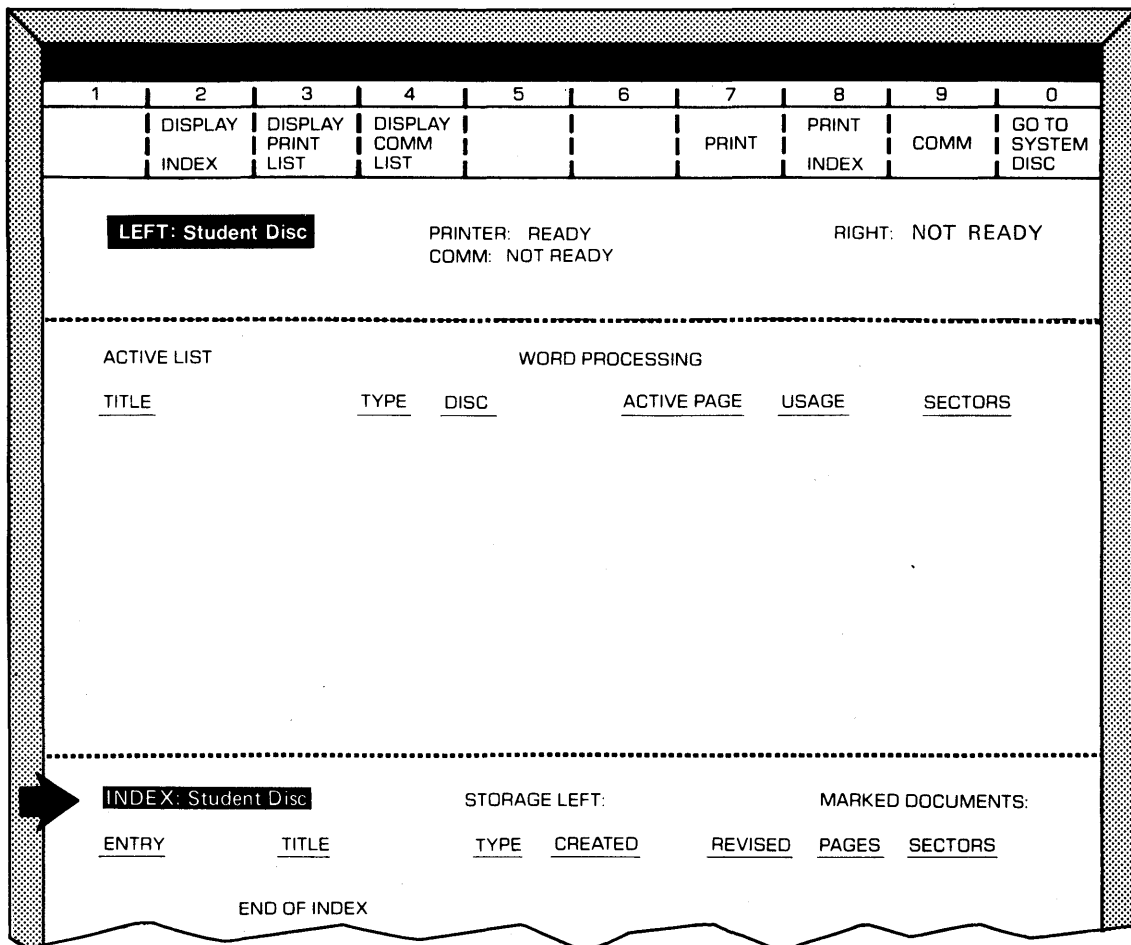 1 2 3 4 5 6 7 8 9 0
DISPLAY INDEX
DISPLAY PRINT LIST
DISPLAY COMM LIST
PRINT
PRINT INDEX
COMM
GO TO SYSTEM DISC
LEFT: Student Disc PRINTER: READY RIGHT: NOT READY
COMM: NOT READY
ACTIVE LIST WORD PROCESSING
TITLE TYPE DISC ACTIVE PAGE USAGE SECTORS
INDEX: Student Disc STORAGE LEFT: MARKED DOCUMENTS:
ENTRY TITLE TYPE CREATED REVISED PAGES SECTORS
END OF INDEX